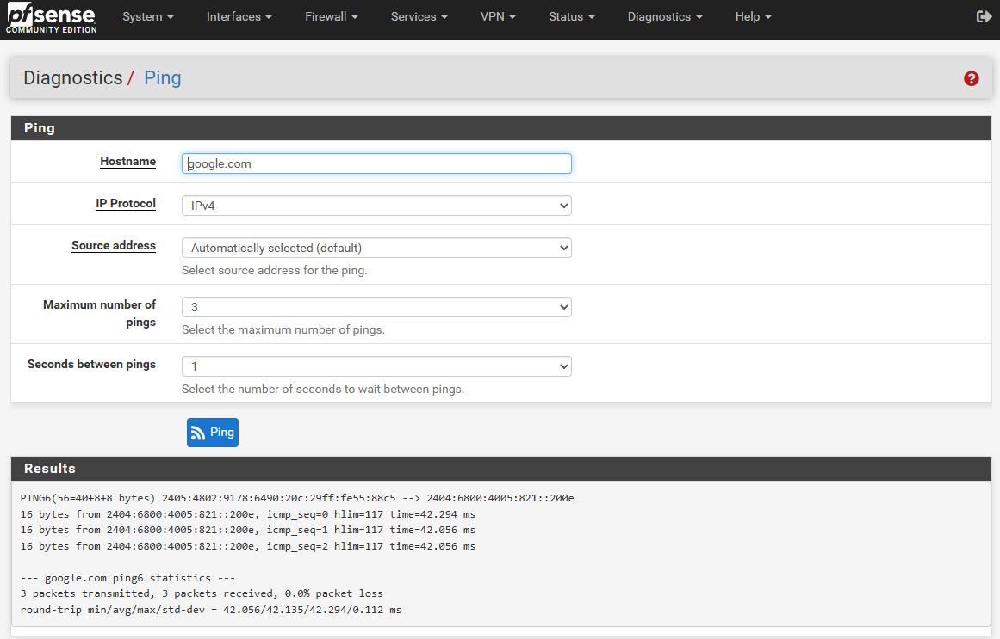 pfsense
COMMUNITY EDITION
System Interfaces Firewall Services VPN Status Diagnostics Help
Diagnostics / Ping
Ping
Hostname google.com
IP Protocol IPv4
Source address Automatically selected (default)
Select source address for the ping.
Maximum number of pings 3
Select the maximum number of pings.
Seconds between pings 1
Select the number of seconds to wait between pings.
Ping
Results
PING6(56=40+8+8 bytes) 2405:4802:9178:6490:20c:29ff:fe55:88c5 --> 2404:6800:4005:821::200e
16 bytes from 2404:6800:4005:821::200e, icmp_seq=0 hlim=117 time=42.294 ms
16 bytes from 2404:6800:4005:821::200e, icmp_seq=1 hlim=117 time=42.056 ms
16 bytes from 2404:6800:4005:821::200e, icmp_seq=2 hlim=117 time=42.056 ms
--- google.com ping6 statistics ---
3 packets transmitted, 3 packets received, 0.0% packet loss
round-trip min/avg/max/std-dev = 42.056/42.135/42.294/0.112 ms